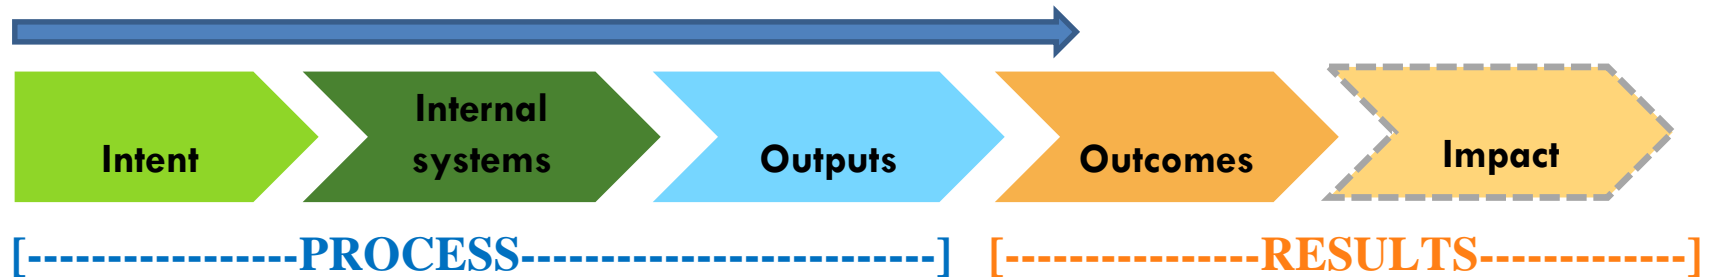 Intent
Internal
systems
Outputs
Outcomes
Impact
[-----------------PROCESS--------------------------]
[----------------RESULTS-------------]